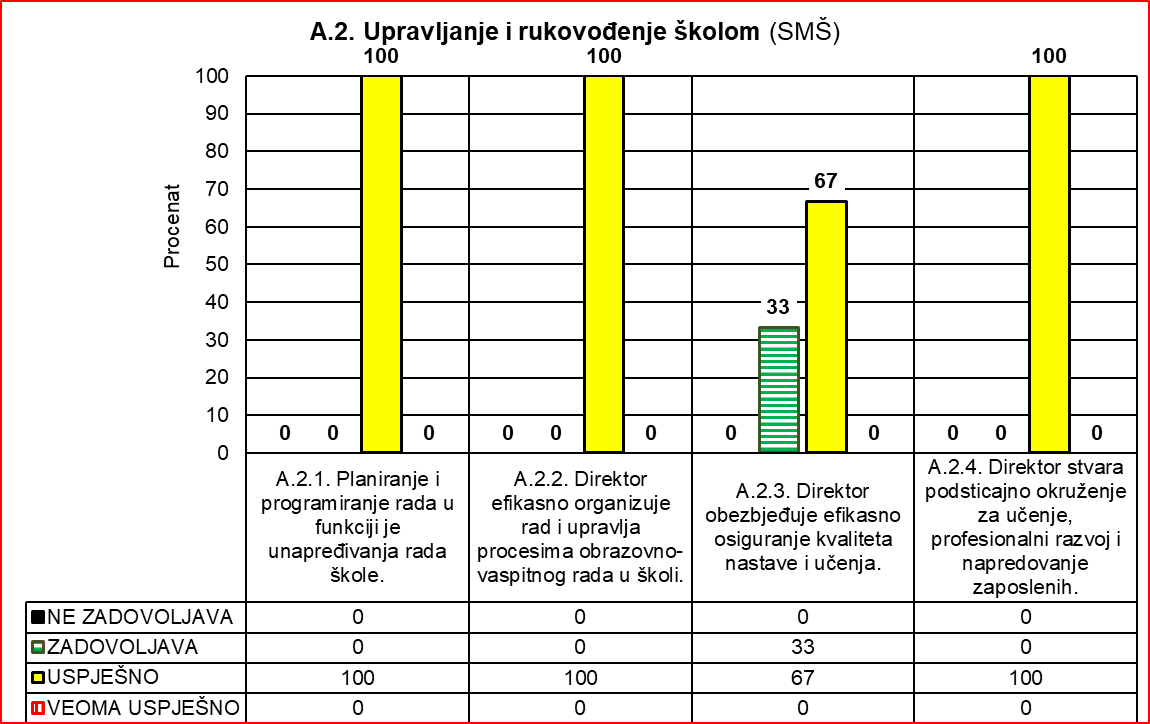 A.2. Upravljanje i rukovođenje školom (SMŠ)
100 100 100
100
90
80
70
60
50
40
30
20
10
0
Procenat
67
33
0 0 0 0 0 0 0 0 0 0 0
A.2.1. Planiranje i
programiranje rada u
funkciji je
unapređivanja rada
škole.
A.2.2. Direktor
efikasno organizuje
rad i upravlja
procesima obrazovno-
vaspitnog rada u školi.
A.2.3. Direktor
obezbjeđuje efikasno
osiguranje kvaliteta
nastave i učenja.
A.2.4. Direktor stvara
podsticajno okruženje
za učenje,
profesionalni razvoj i
napredovanje
zaposlenih.
NE ZADOVOLJAVA 0 0 0 0
ZADOVOLJAVA 0 0 33 0
USPJEŠNO 100 100 67 100
VEOMA USPJEŠNO 0 0 0 0